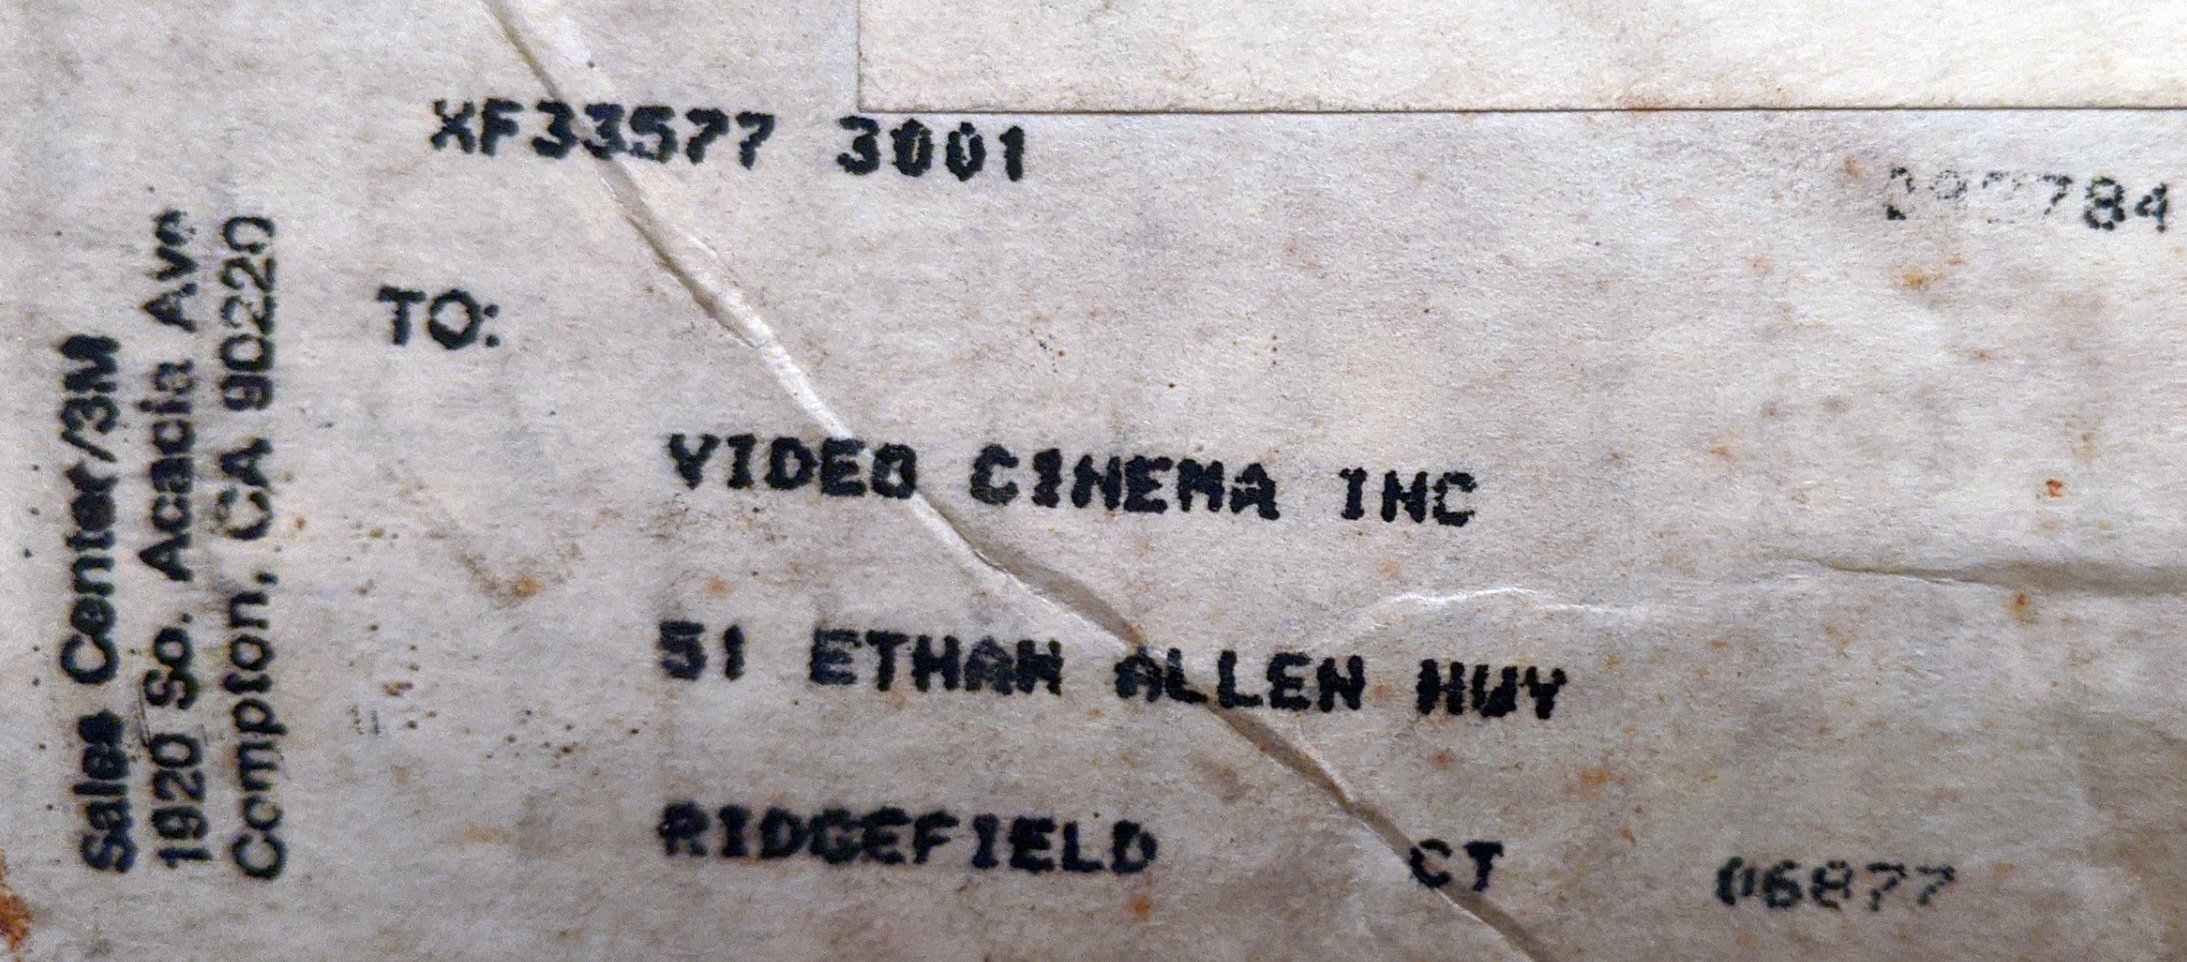 XF33577 3001
TO:
VIDEO CINEMA INC
51 ETHAN ALLEN HWY
RIDGEFIELD CT 06877
Sales Center/3M
1920 So. Acacia Ave
Compton, CA 90220